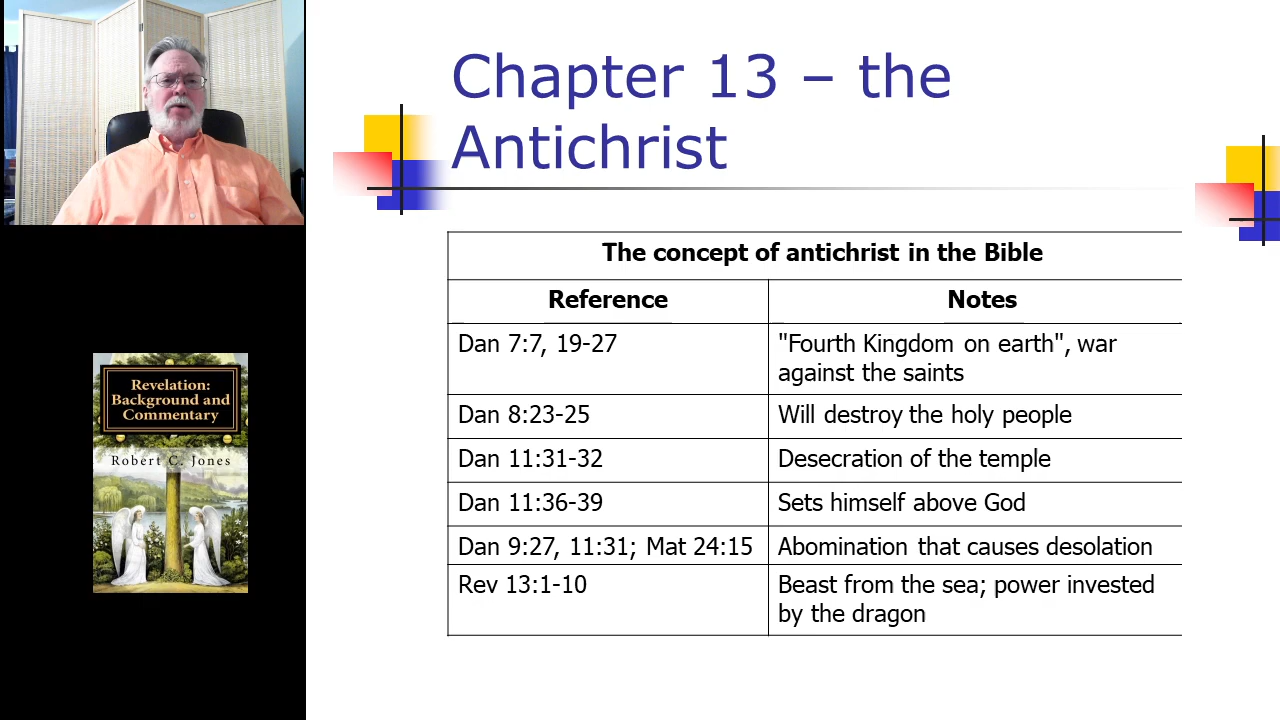 Chapter 13 – the
Antichrist
The concept of antichrist in the Bible
Reference Notes
Dan 7:7, 19-27 "Fourth Kingdom on earth", war
against the saints
Dan 8:23-25 Will destroy the holy people
Dan 11:31-32 Desecration of the temple
Dan 11:36-39 Sets himself above God
Dan 9:27, 11:31; Mat 24:15 Abomination that causes desolation
Rev 13:1-10 Beast from the sea; power invested
by the dragon
Revelation:
Background and
Commentary
Robert C. Jones